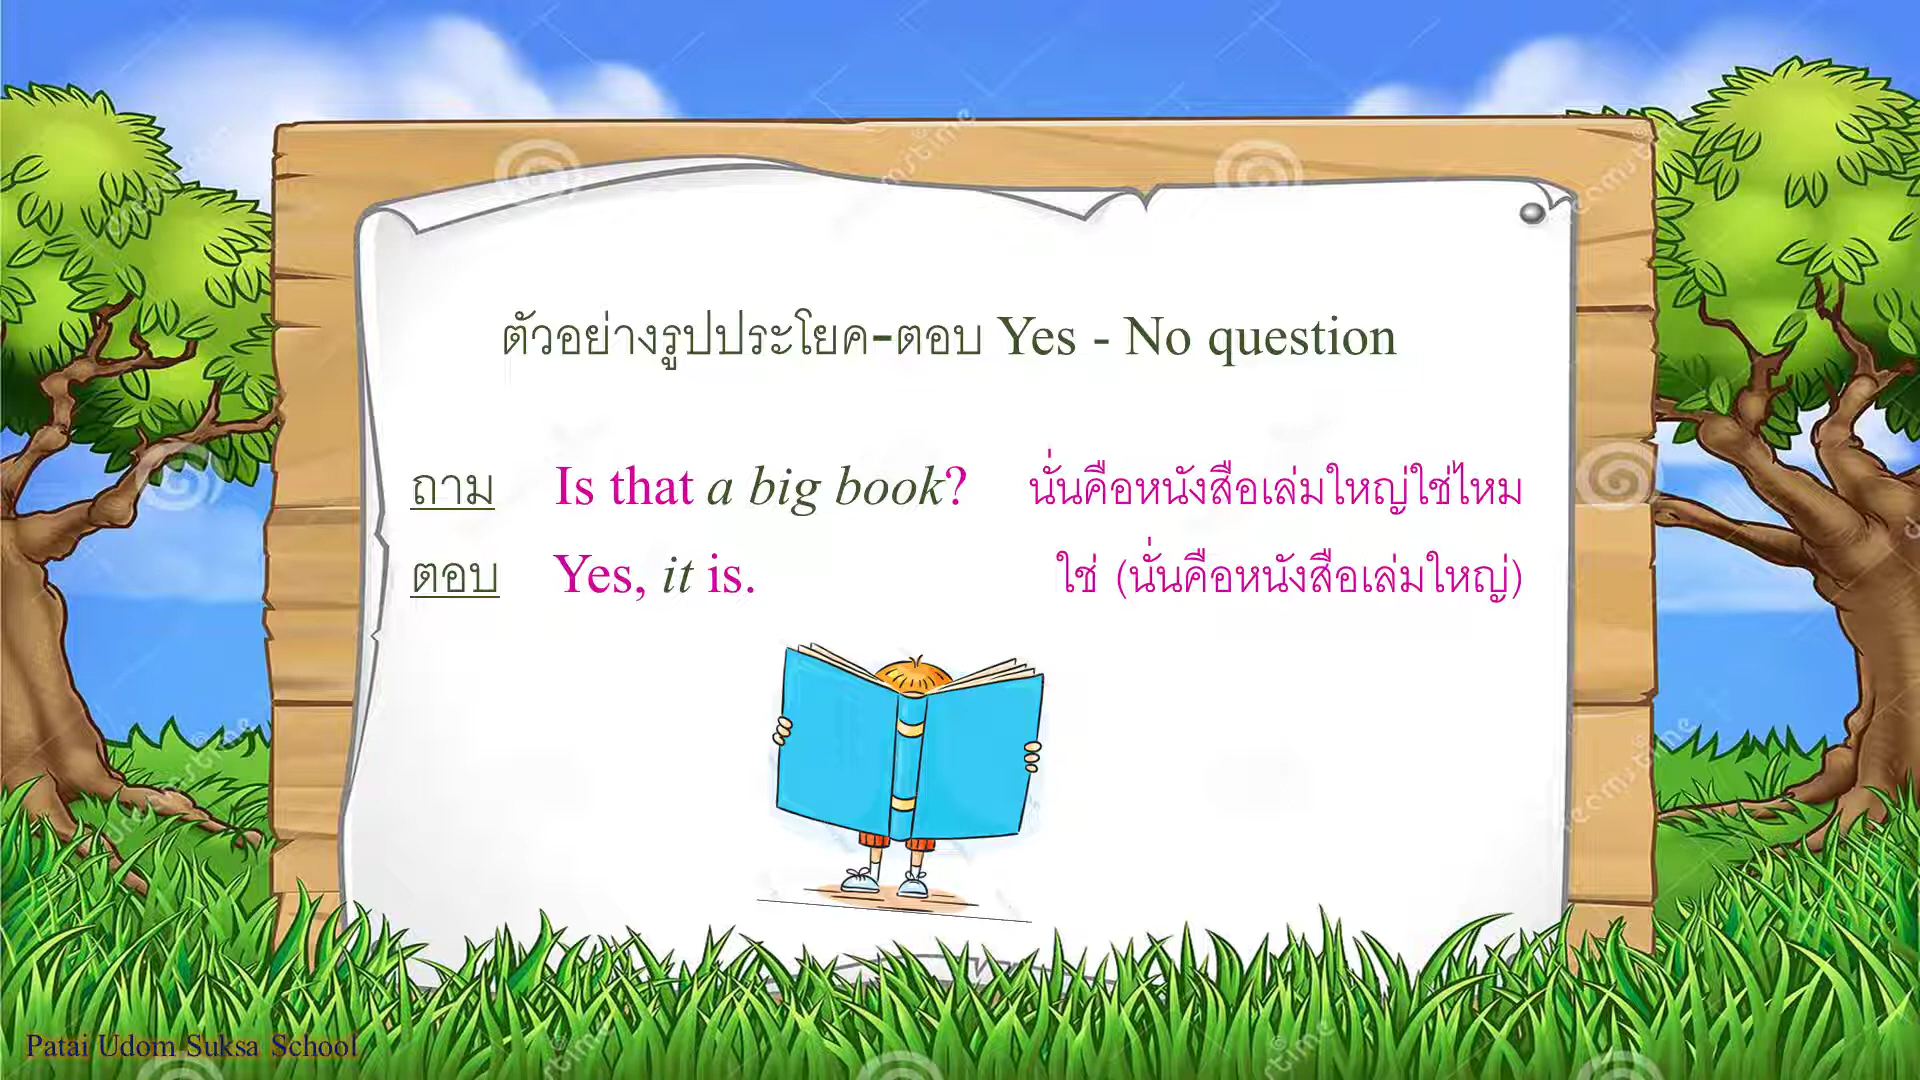 ตัวอย่างรูปประโยค-ตอบ Yes - No question
ถาม Is that a big book? นั่นคือหนังสือเล่มใหญ่ใช่ไหม
ตอบ Yes, it is. ใช่ (นั่นคือหนังสือเล่มใหญ่)
Patai Udom Suksa School